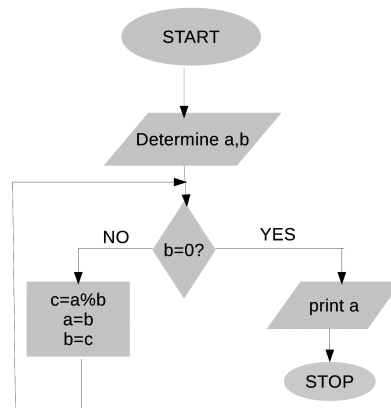 START
Determine a,b
b=0?
NO
YES
c=a%b
a=b
b=c
print a
STOP